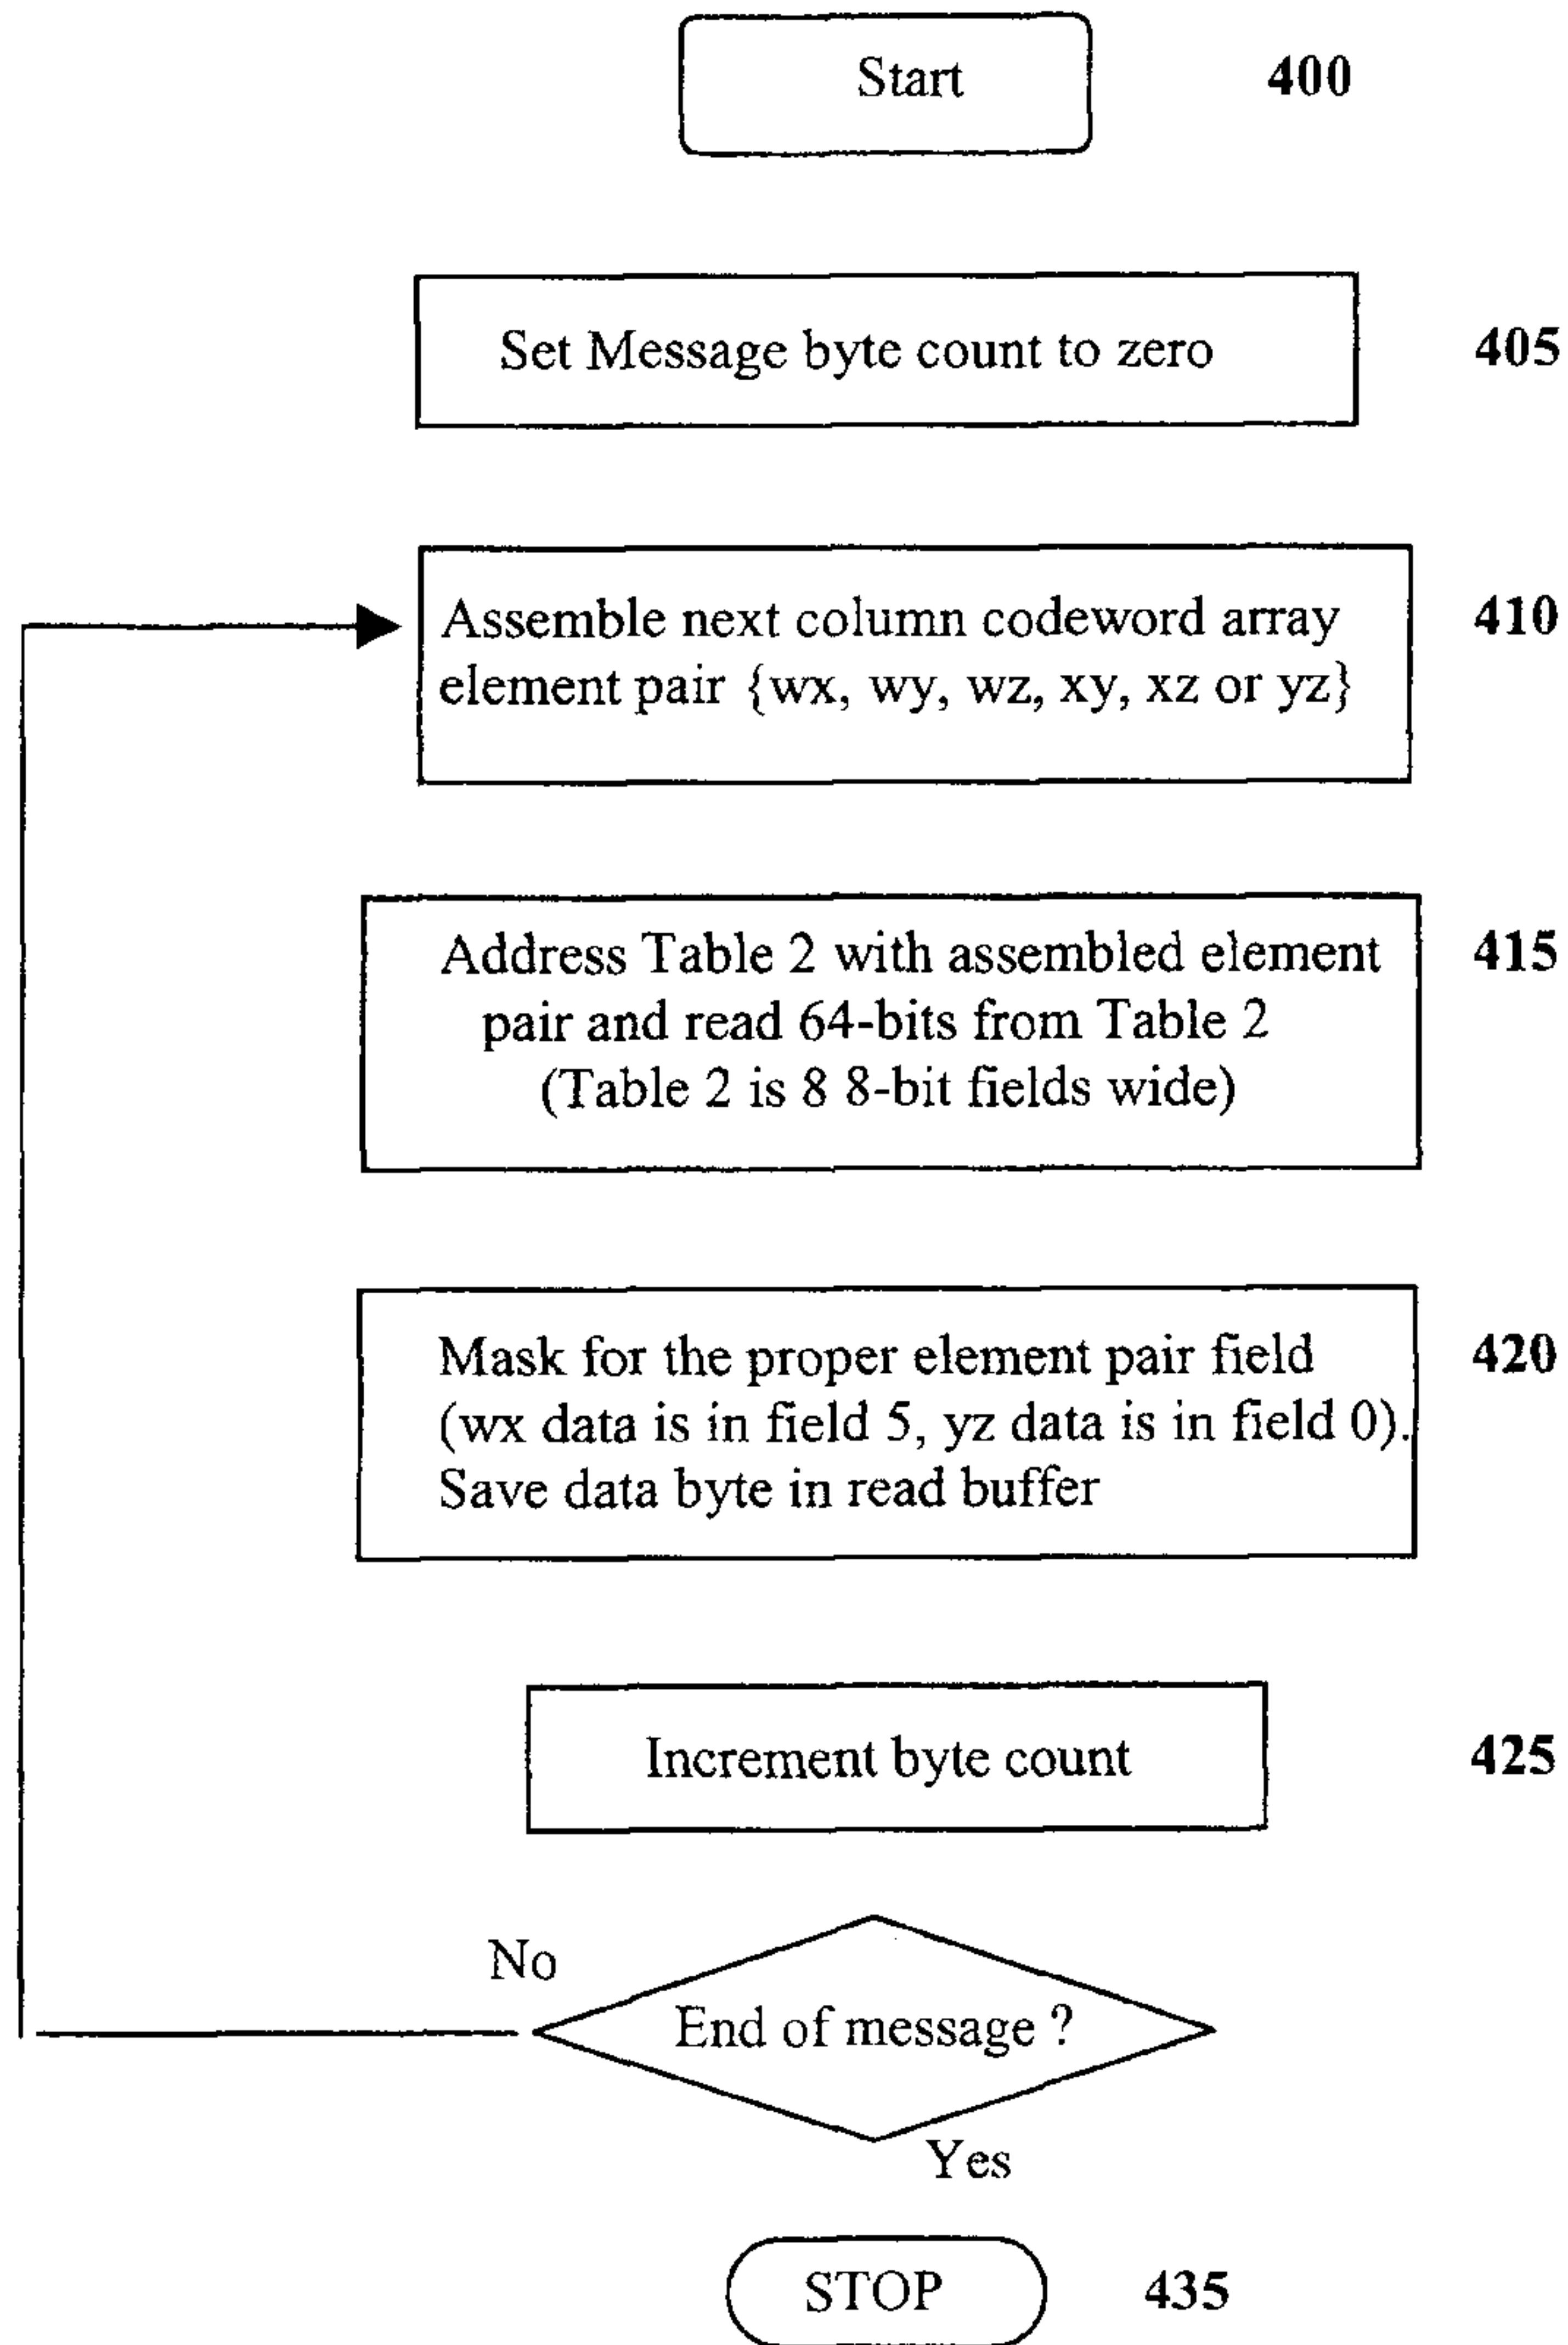 Start 400
Set Message byte count to zero 405
Assemble next column codeword array 410
element pair {wx, wy, wz, xy, xz or yz}
Address Table 2 with assembled element 415
pair and read 64-bits from Table 2
(Table 2 is 8 8-bit fields wide)
Mask for the proper element pair field 420
(wx data is in field 5, yz data is in field 0).
Save data byte in read buffer
Increment byte count 425
No
End of message ?
Yes
STOP 435